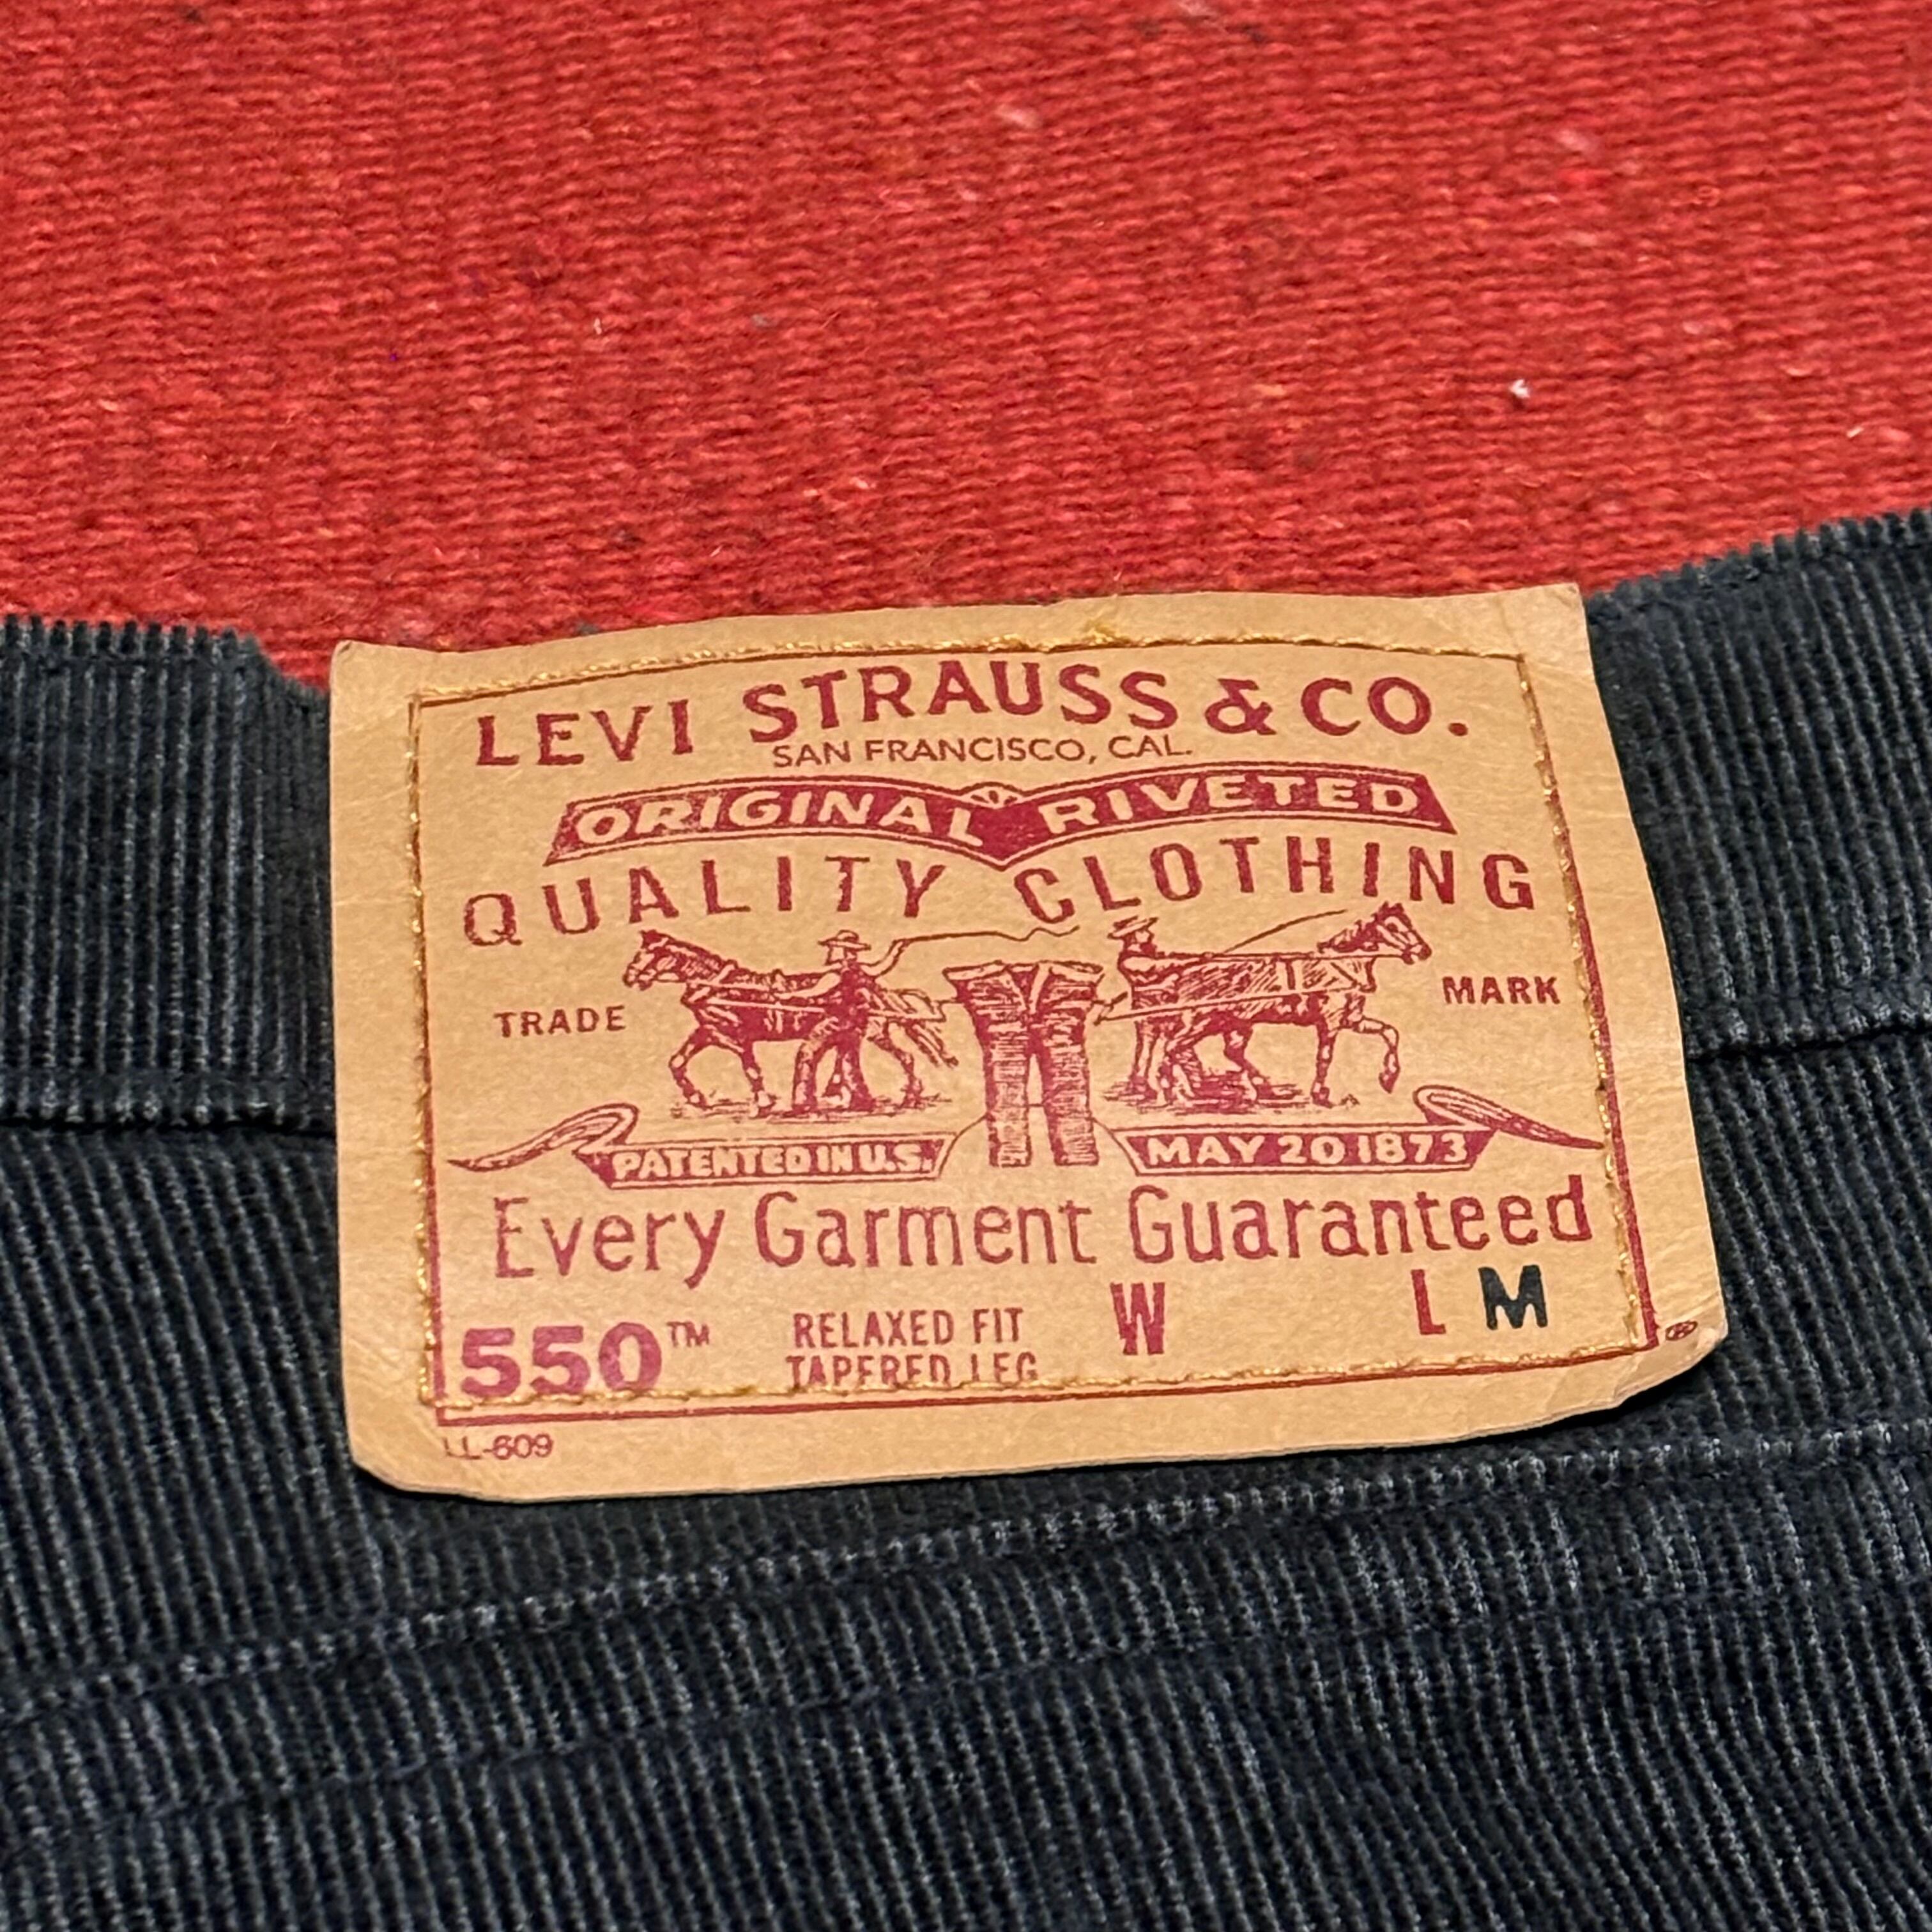 LEVI STRAUSS & CO.
SAN FRANCISCO, CAL.
ORIGINAL RIVETED
QUALITY CLOTHING
TRADE MARK
PATENTED IN U.S. MAY 20 1873
Every Garment Guaranteed
550™ RELAXED FIT W L M
TAPERED LEG
LL-609
®